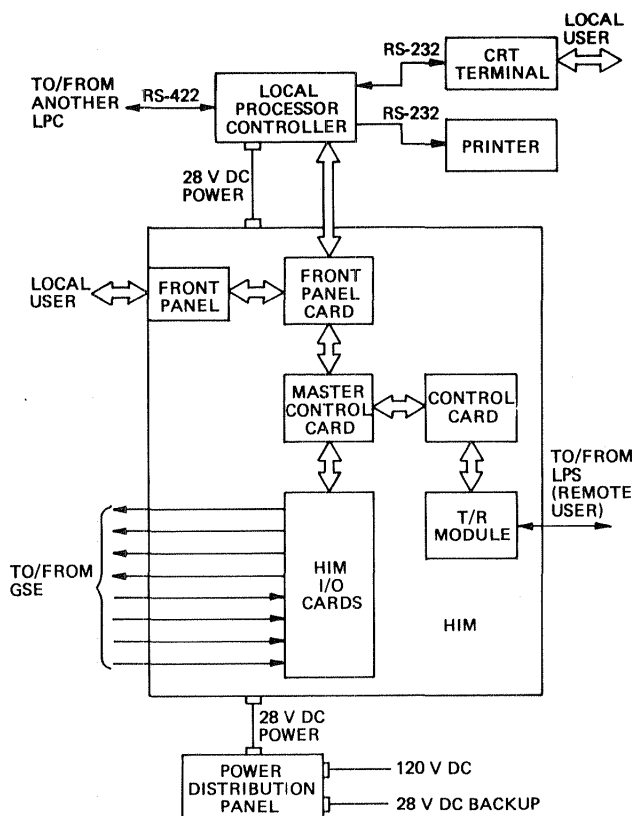 LOCAL
USER
RS-232
CRT
TERMINAL
TO/FROM
ANOTHER
LPC
RS-422
LOCAL
PROCESSOR
CONTROLLER
RS-232
PRINTER
28 V DC
POWER
LOCAL
USER
FRONT
PANEL
FRONT
PANEL
CARD
MASTER
CONTROL
CARD
CONTROL
CARD
TO/FROM
LPS
(REMOTE
USER)
T/R
MODULE
TO/FROM
GSE
HIM
I/O
CARDS
HIM
28 V DC
POWER
POWER
DISTRIBUTION
PANEL
120 V DC
28 V DC BACKUP